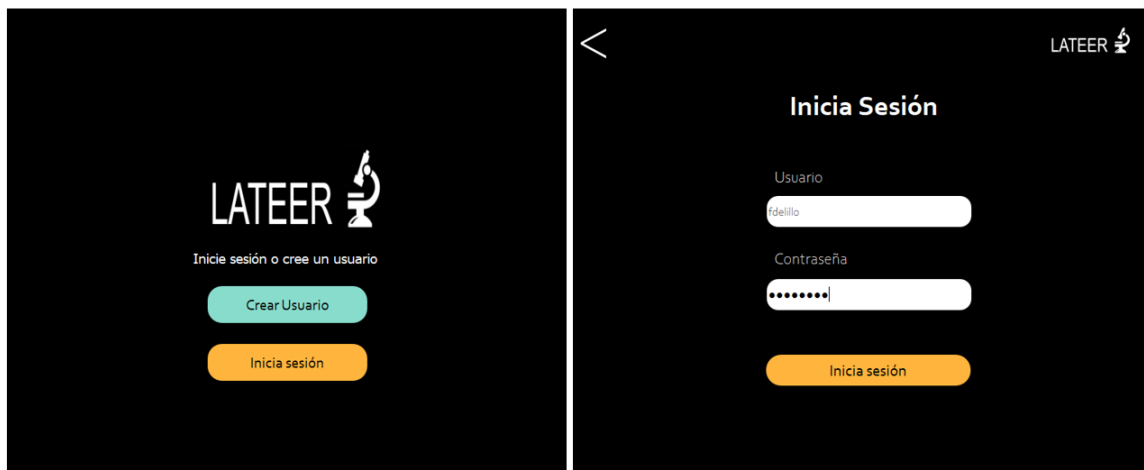 LATEER
Inicie sesión o cree un usuario
Crear Usuario
Inicia sesión
<
LATEER
Inicia Sesión
Usuario
fdelillo
Contraseña
••••••••
Inicia sesión